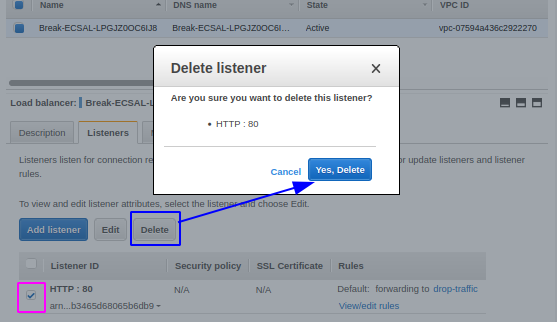 Name DNS name State VPC ID
Break-ECSAL-LPGJZ0OC6IJ8 Break-ECSAL-LPGJZ0OC6I... Active vpc-07594a436c2922270
Delete listener
Are you sure you want to delete this listener?
• HTTP : 80
Cancel Yes, Delete
Load balancer: Break-ECSAL-L
Description Listeners
Listeners listen for connection re or update listeners and listener
rules.
To view and edit listener attributes, select the listener and choose Edit.
Add listener Edit Delete
Listener ID Security policy SSL Certificate Rules
HTTP : 80 N/A N/A Default: forwarding to drop-traffic
arn...b3465d68065b6db9 View/edit rules